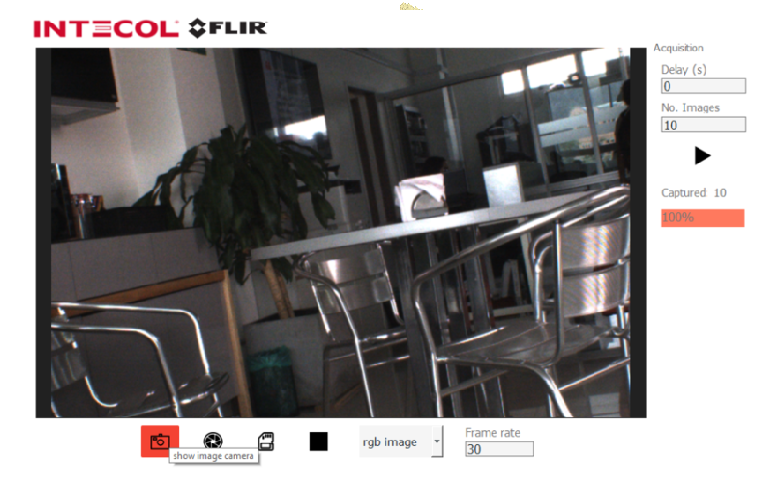 INTECOL FLIR
Acquisition
Delay (s)
0
No. Images
10
Captured 10
100%
rgb image
Frame rate
30
show image camera